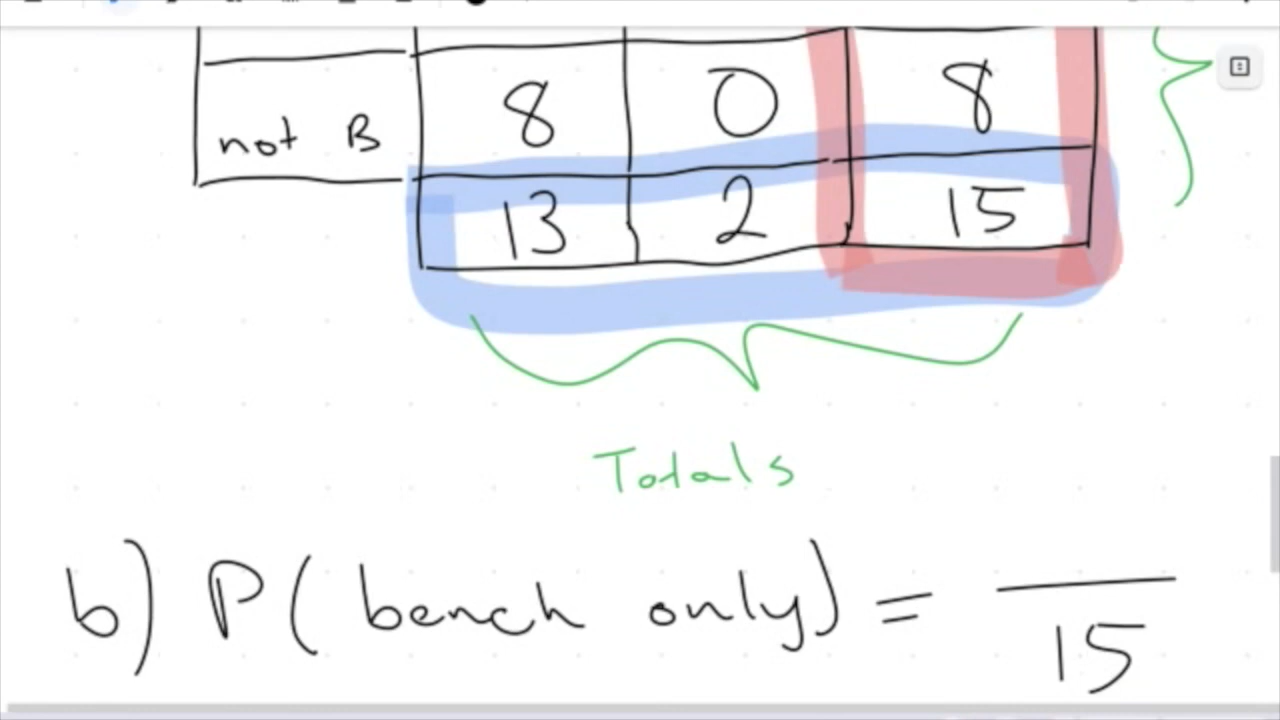 not B 8 0 8
13 2 15
Totals
b) P(bench only) = 
15